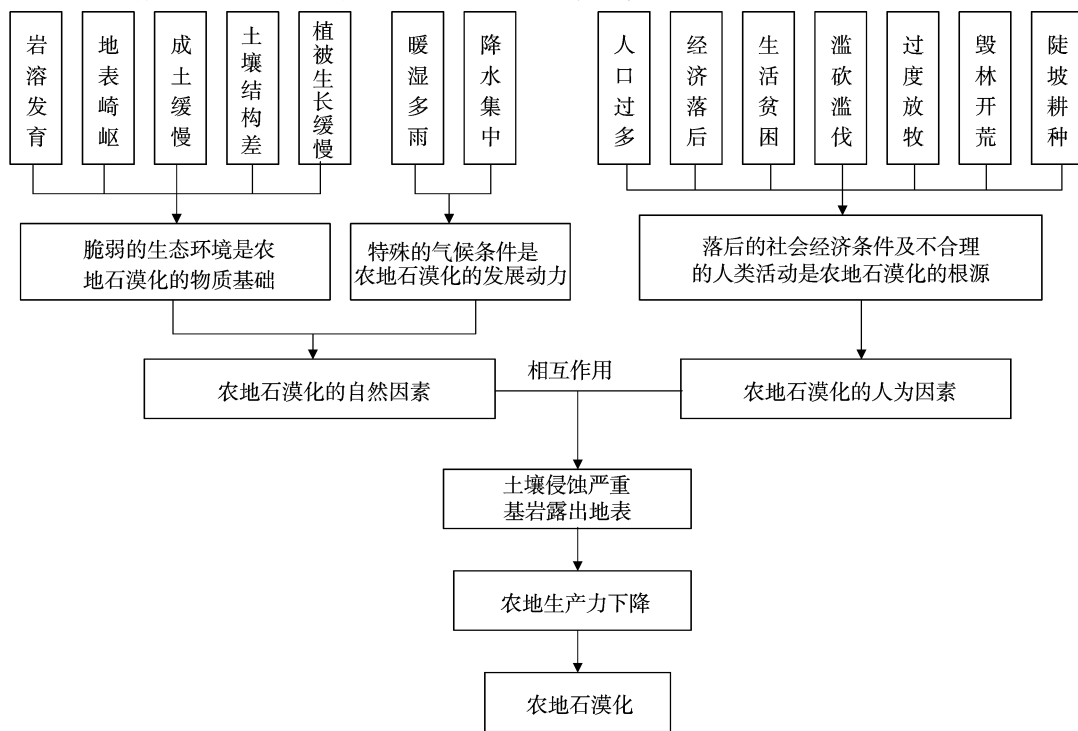 岩溶发育
地表崎岖
成土缓慢
土壤结构差
植被生长缓慢
暖湿多雨
降水集中
人口过多
经济落后
生活贫困
滥砍滥伐
过度放牧
毁林开荒
陡坡耕种
脆弱的生态环境是农
地石漠化的物质基础
特殊的气候条件是
农地石漠化的发展动力
落后的社会经济条件及不合理
的人类活动是农地石漠化的根源
农地石漠化的自然因素
相互作用
农地石漠化的人为因素
土壤侵蚀严重
基岩露出地表
农地生产力下降
农地石漠化